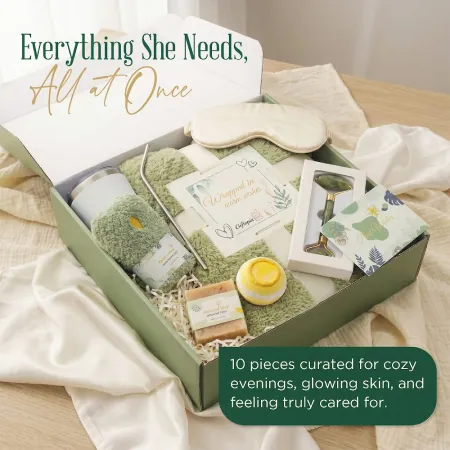 Everything She Needs,
All at Once
Wrapped in
warm wishes
10 pieces curated for cozy
evenings, glowing skin, and
feeling truly cared for.